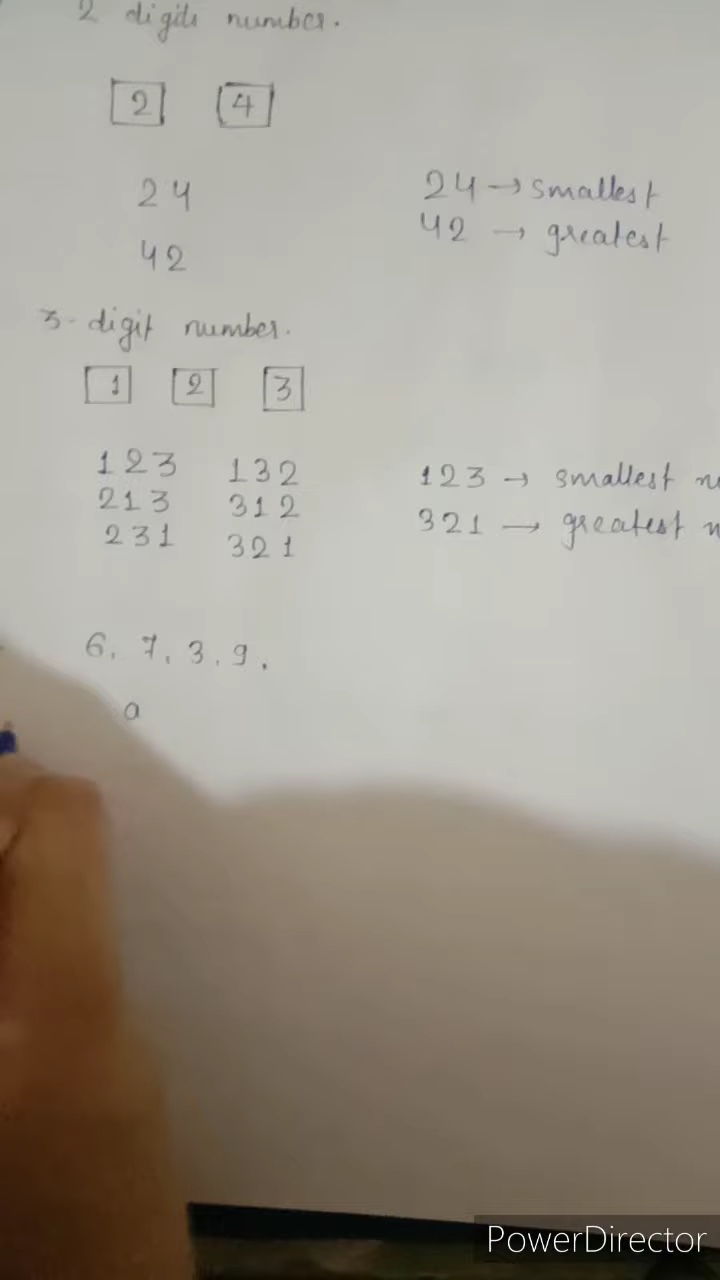 2 digits number.
2 4
24
42
24 → smallest
42 → greatest
3-digit number.
1 2 3
123 132
213 312
231 321
123 → smallest
321 → greatest
6, 7, 3, 9,
a
PowerDirector